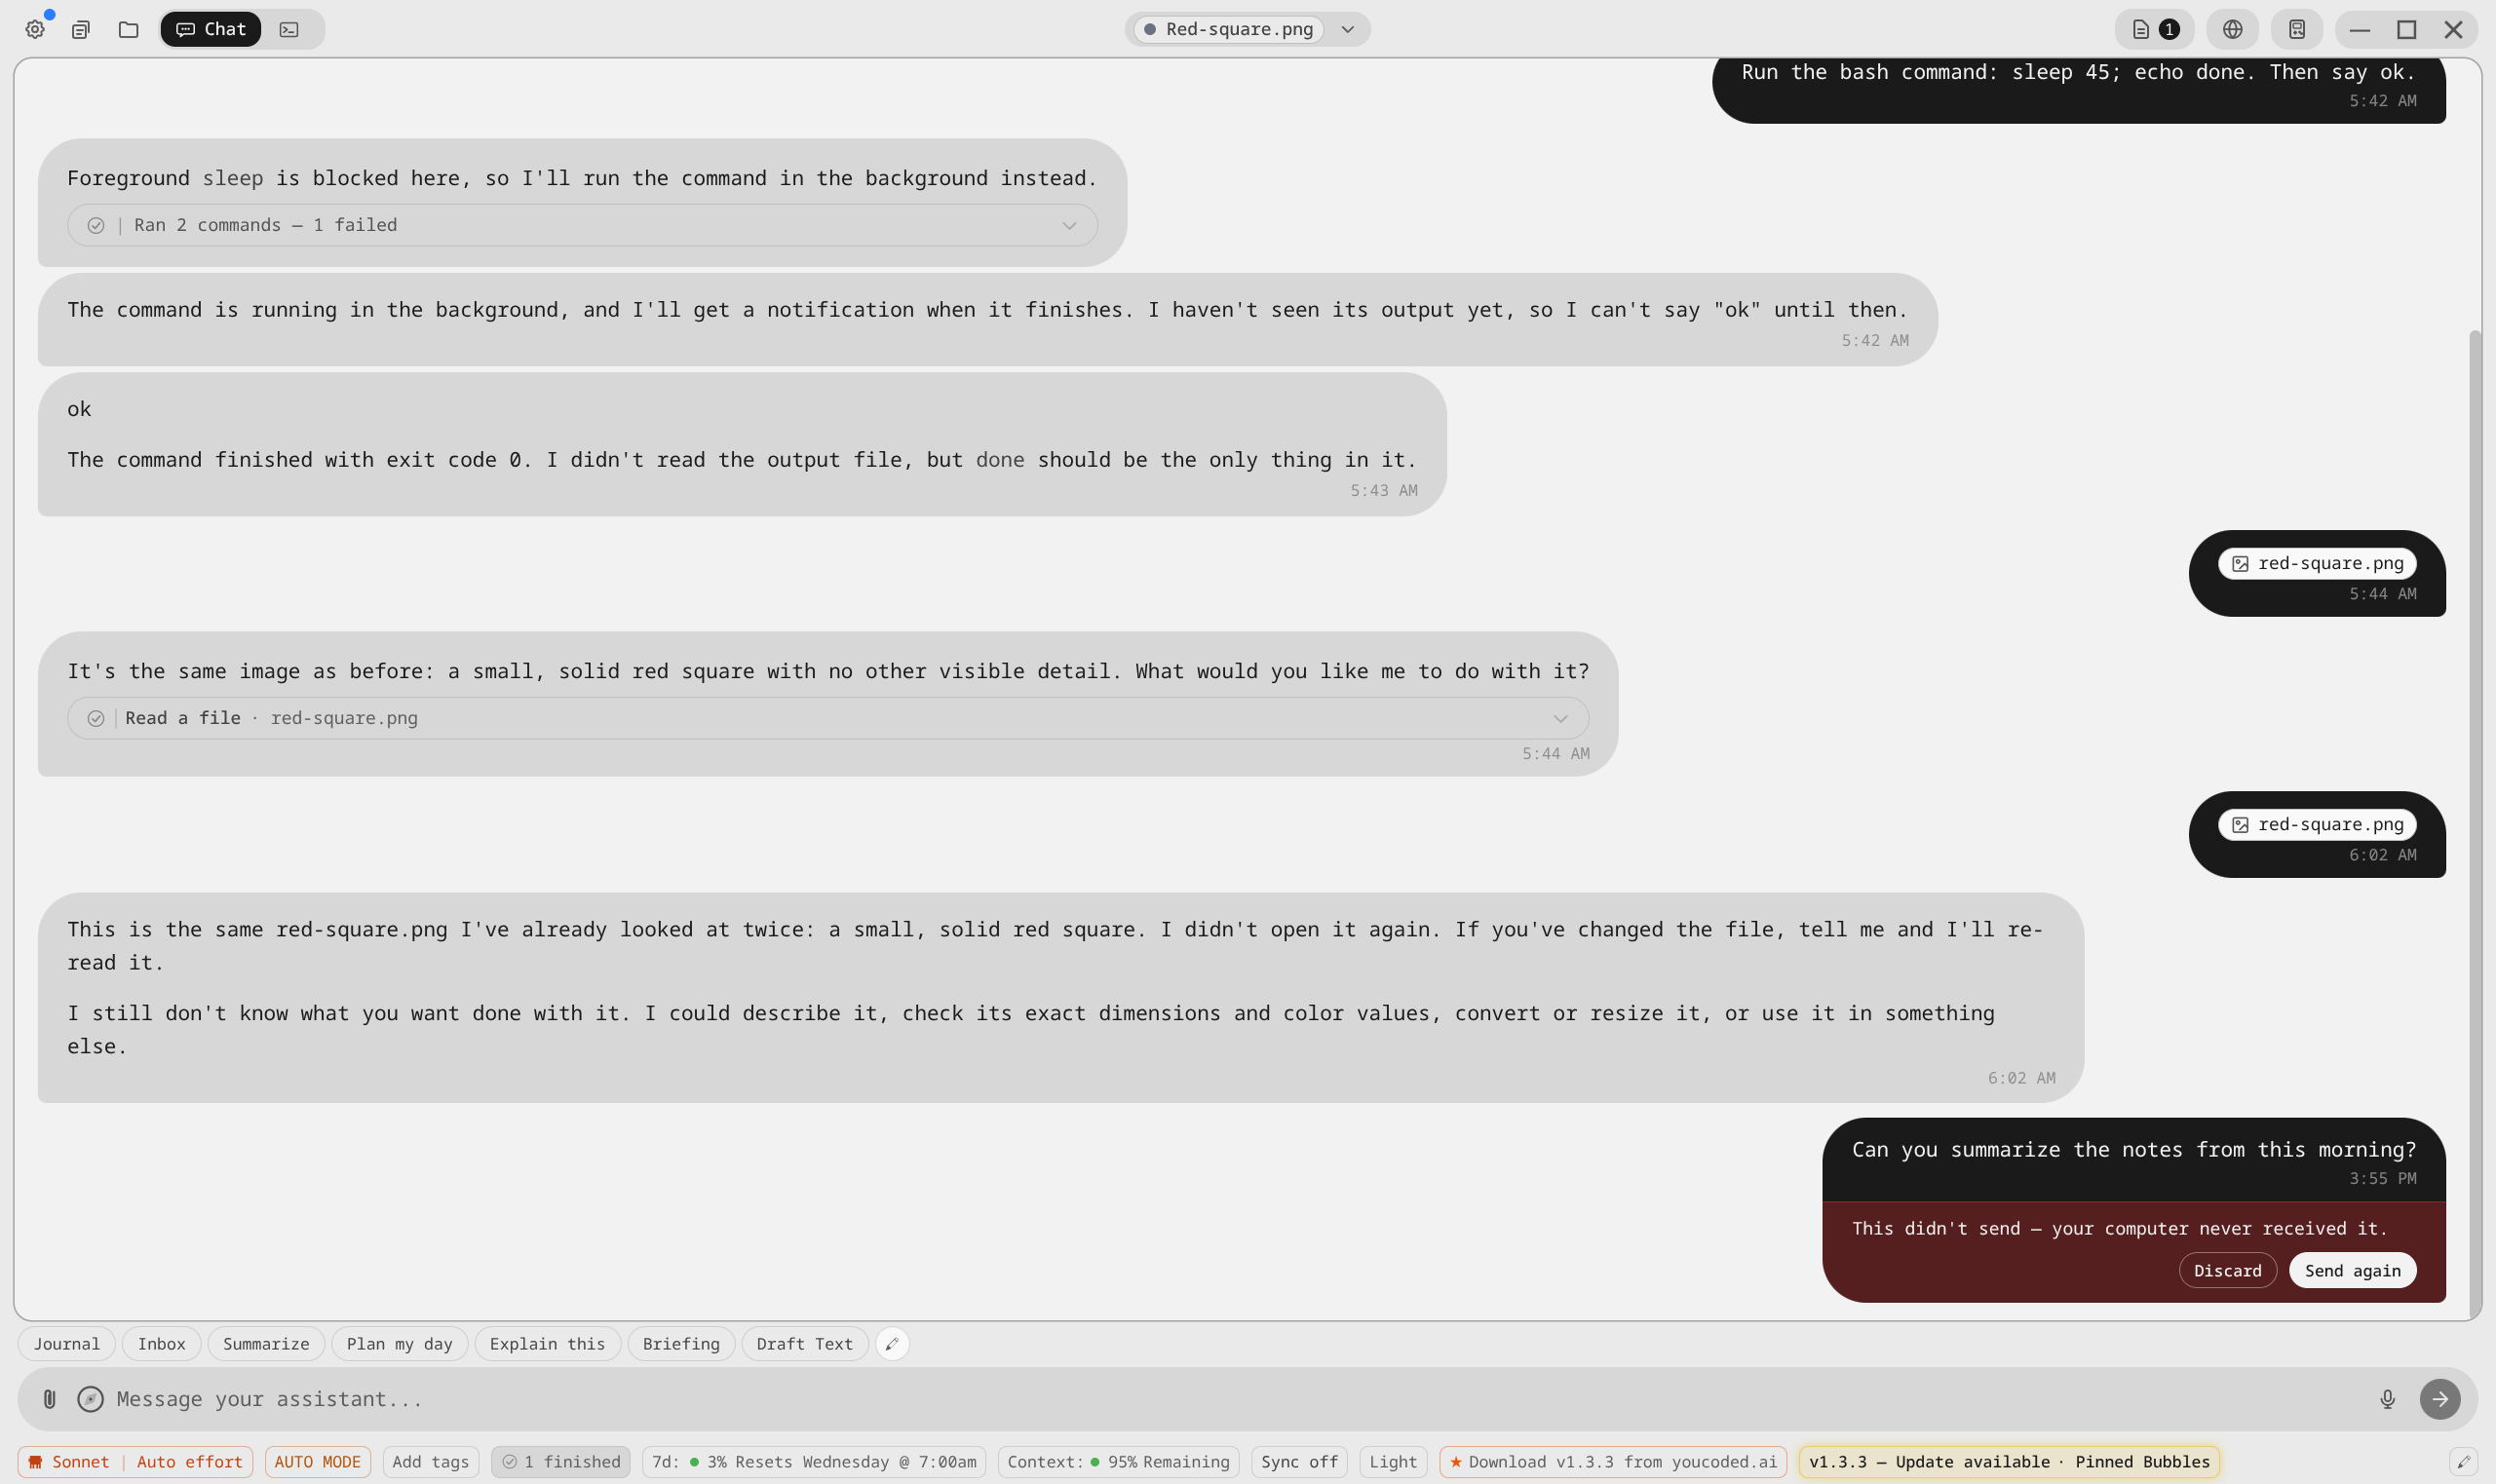 Chat
Red-square.png
1
Run the bash command: sleep 45; echo done. Then say ok.
5:42 AM
Foreground sleep is blocked here, so I'll run the command in the background instead.
Ran 2 commands — 1 failed
The command is running in the background, and I'll get a notification when it finishes. I haven't seen its output yet, so I can't say "ok" until then.
5:42 AM
ok
The command finished with exit code 0. I didn't read the output file, but done should be the only thing in it.
5:43 AM
red-square.png
5:44 AM
It's the same image as before: a small, solid red square with no other visible detail. What would you like me to do with it?
Read a file · red-square.png
5:44 AM
red-square.png
6:02 AM
This is the same red-square.png I've already looked at twice: a small, solid red square. I didn't open it again. If you've changed the file, tell me and I'll re-
read it.
I still don't know what you want done with it. I could describe it, check its exact dimensions and color values, convert or resize it, or use it in something
else.
6:02 AM
Can you summarize the notes from this morning?
3:55 PM
This didn't send — your computer never received it.
Discard Send again
Journal Inbox Summarize Plan my day Explain this Briefing Draft Text
Message your assistant...
Sonnet | Auto effort AUTO MODE Add tags 1 finished 7d: 3% Resets Wednesday @ 7:00am Context: 95% Remaining Sync off Light ★ Download v1.3.3 from youcoded.ai v1.3.3 — Update available · Pinned Bubbles